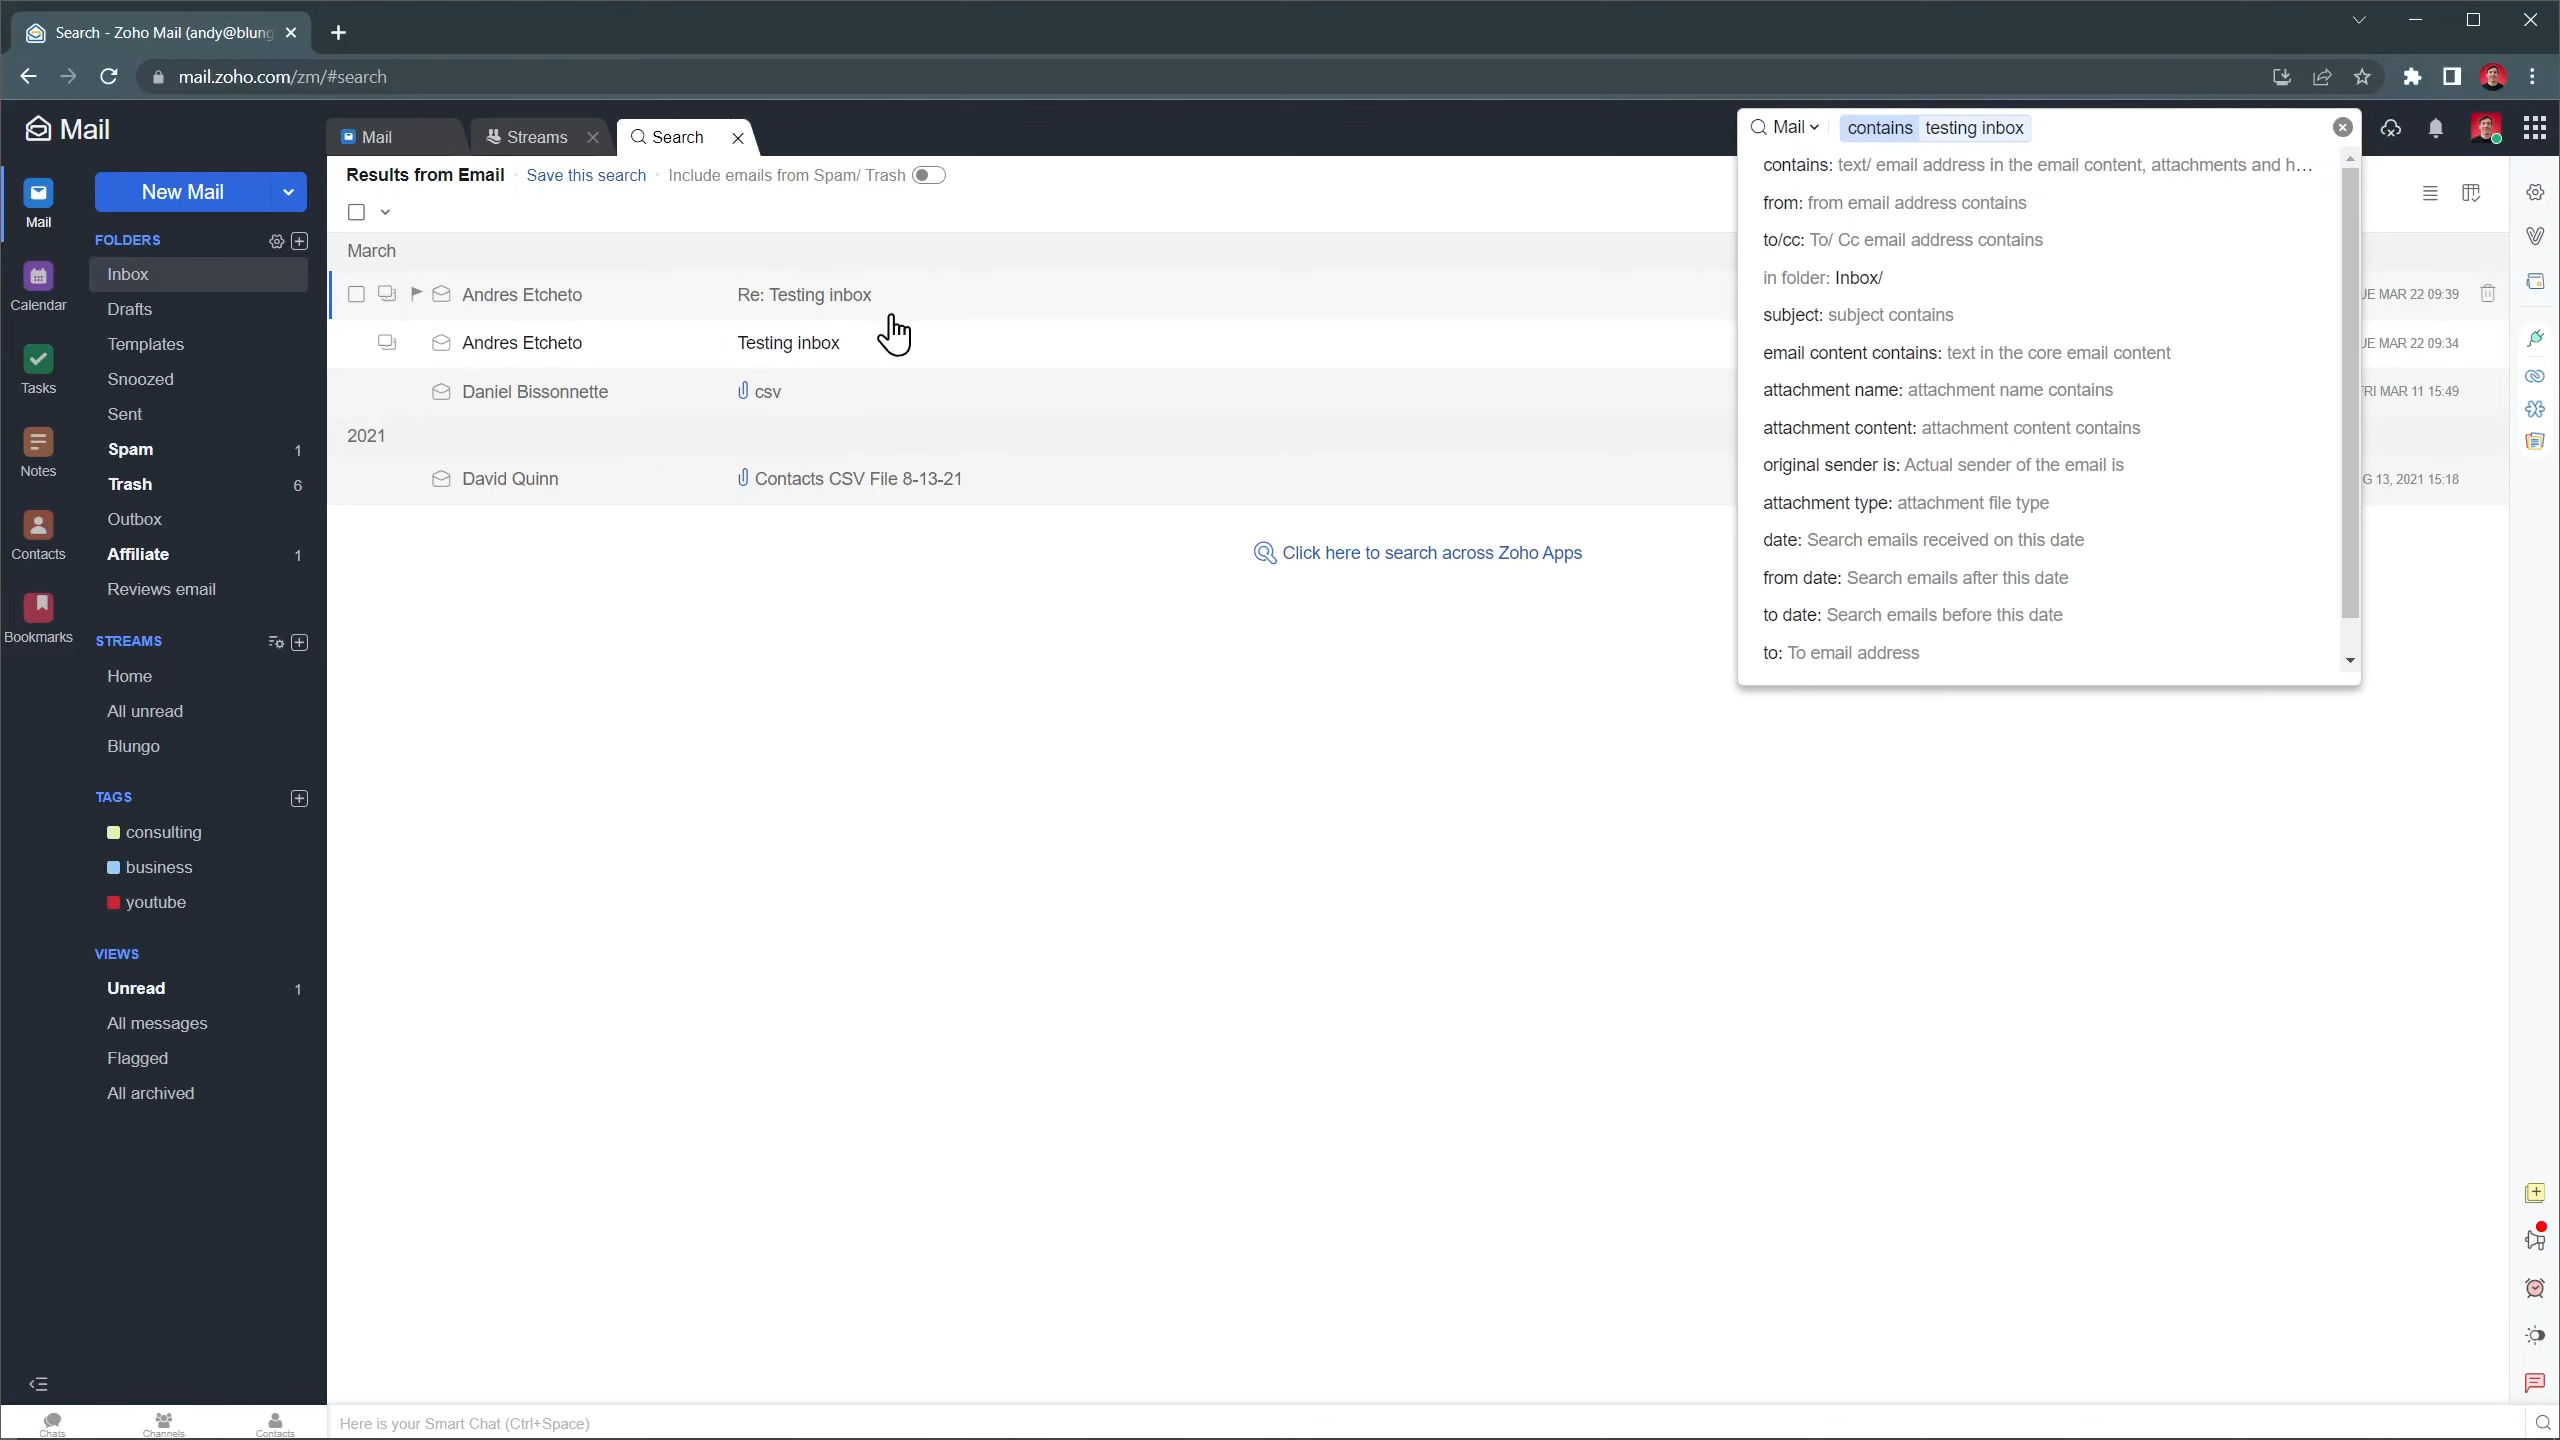 Search - Zoho Mail (andy@blung
mail.zoho.com/zm/#search
Mail
Mail
Streams
Search
Mail
contains testing inbox
Results from Email · Save this search · Include emails from Spam/ Trash
contains: text/ email address in the email content, attachments and h...
from: from email address contains
to/cc: To/ Cc email address contains
in folder: Inbox/
subject: subject contains
email content contains: text in the core email content
attachment name: attachment name contains
attachment content: attachment content contains
original sender is: Actual sender of the email is
attachment type: attachment file type
date: Search emails received on this date
from date: Search emails after this date
to date: Search emails before this date
to: To email address
Mail
Calendar
Tasks
Notes
Contacts
Bookmarks
New Mail
FOLDERS
Inbox
Drafts
Templates
Snoozed
Sent
Spam 1
Trash 6
Outbox
Affiliate 1
Reviews email
STREAMS
Home
All unread
Blungo
TAGS
consulting
business
youtube
VIEWS
Unread 1
All messages
Flagged
All archived
March
Andres Etcheto Re: Testing inbox UE MAR 22 09:39
Andres Etcheto Testing inbox UE MAR 22 09:34
Daniel Bissonnette csv FRI MAR 11 15:49
2021
David Quinn Contacts CSV File 8-13-21 G 13, 2021 15:18
Click here to search across Zoho Apps
Chats
Channels
Contacts
Here is your Smart Chat (Ctrl+Space)